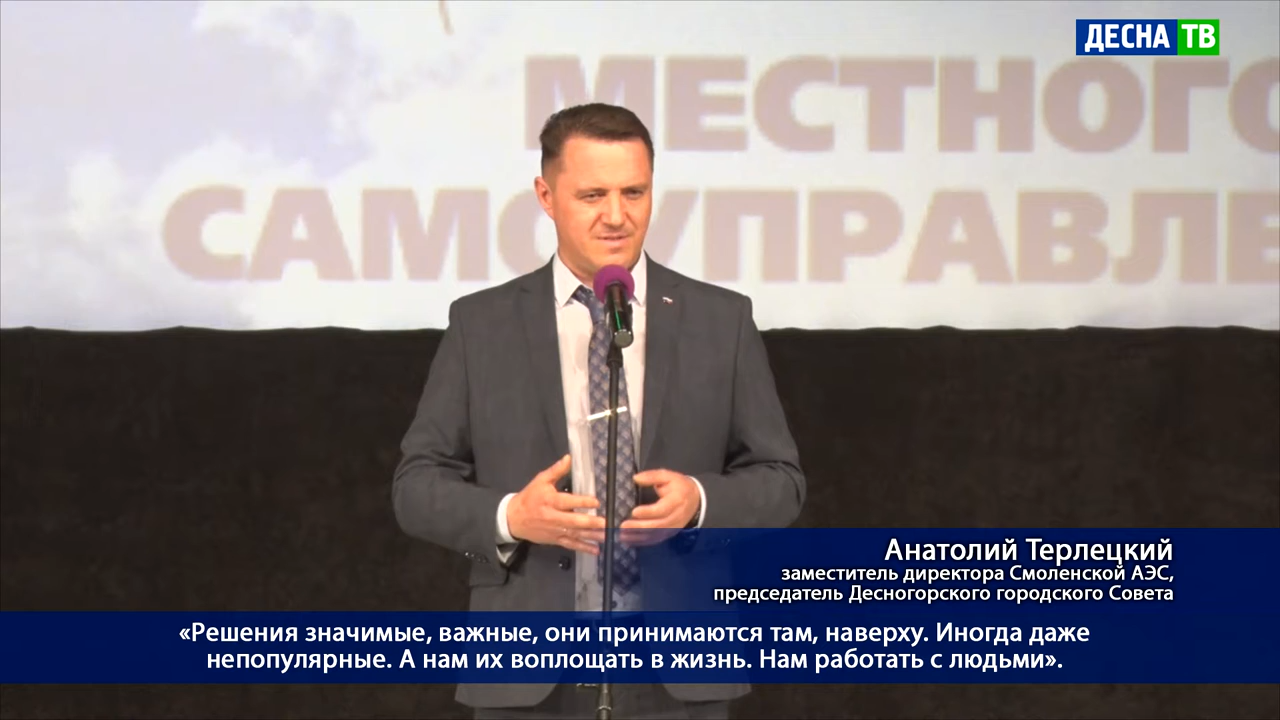 ДЕСНА ТВ
МЕСТНОГО
САМОУПРАВЛЕ
Анатолий Терлецкий
заместитель директора Смоленской АЭС,
председатель Десногорского городского Совета
«Решения значимые, важные, они принимаются там, наверху. Иногда даже
непопулярные. А нам их воплощать в жизнь. Нам работать с людьми».